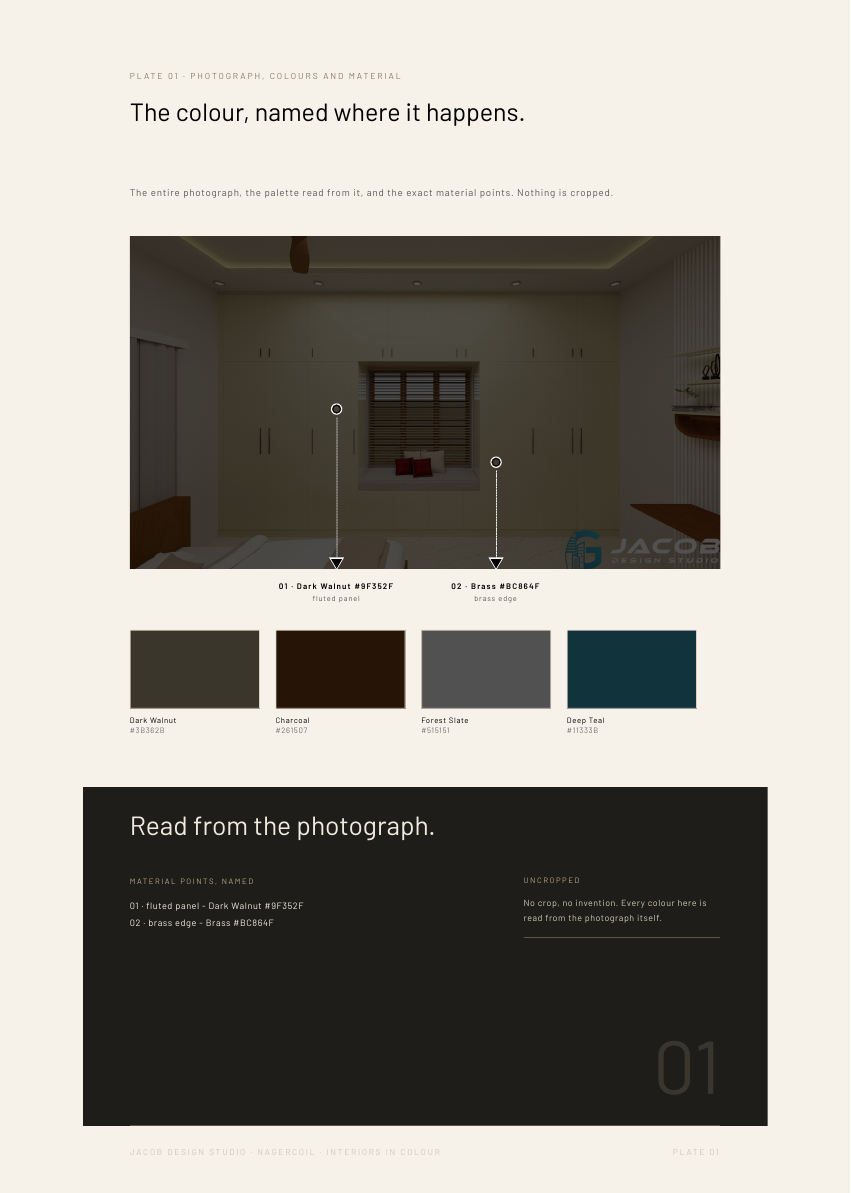 PLATE 01 · PHOTOGRAPH, COLOURS AND MATERIAL
The colour, named where it happens.
The entire photograph, the palette read from it, and the exact material points. Nothing is cropped.
JACOB
DESIGN STUDIO
01 · Dark Walnut #9F352F
fluted panel
02 · Brass #BC864F
brass edge
Dark Walnut
#3B362B
Charcoal
#261507
Forest Slate
#515151
Deep Teal
#11333B
Read from the photograph.
MATERIAL POINTS, NAMED
01 · fluted panel - Dark Walnut #9F352F
02 · brass edge - Brass #BC864F
UNCROPPED
No crop, no invention. Every colour here is
read from the photograph itself.
01
JACOB DESIGN STUDIO · NAGERCOIL · INTERIORS IN COLOUR
PLATE 01